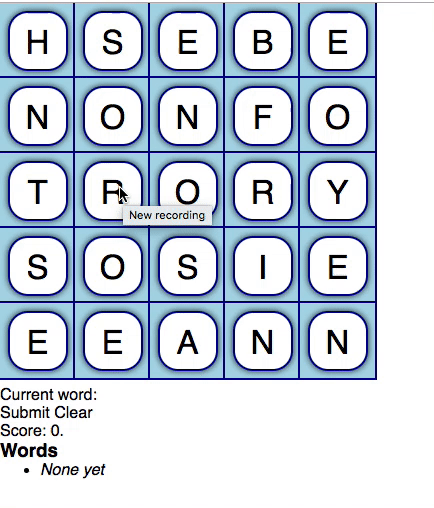 H S E B E
N O N F O
T R O R Y
New recording
S O S I E
E E A N N
Current word:
Submit Clear
Score: 0.
Words
• None yet